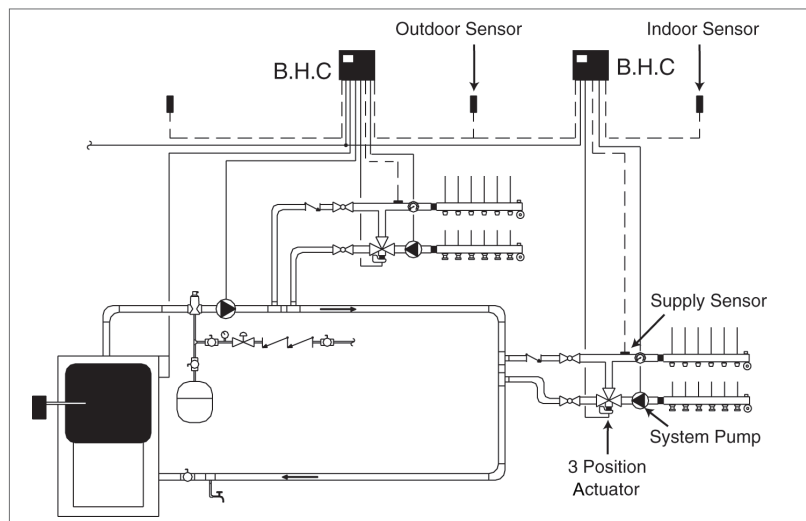 Outdoor Sensor
Indoor Sensor
B.H.C
B.H.C
Supply Sensor
System Pump
3 Position
Actuator